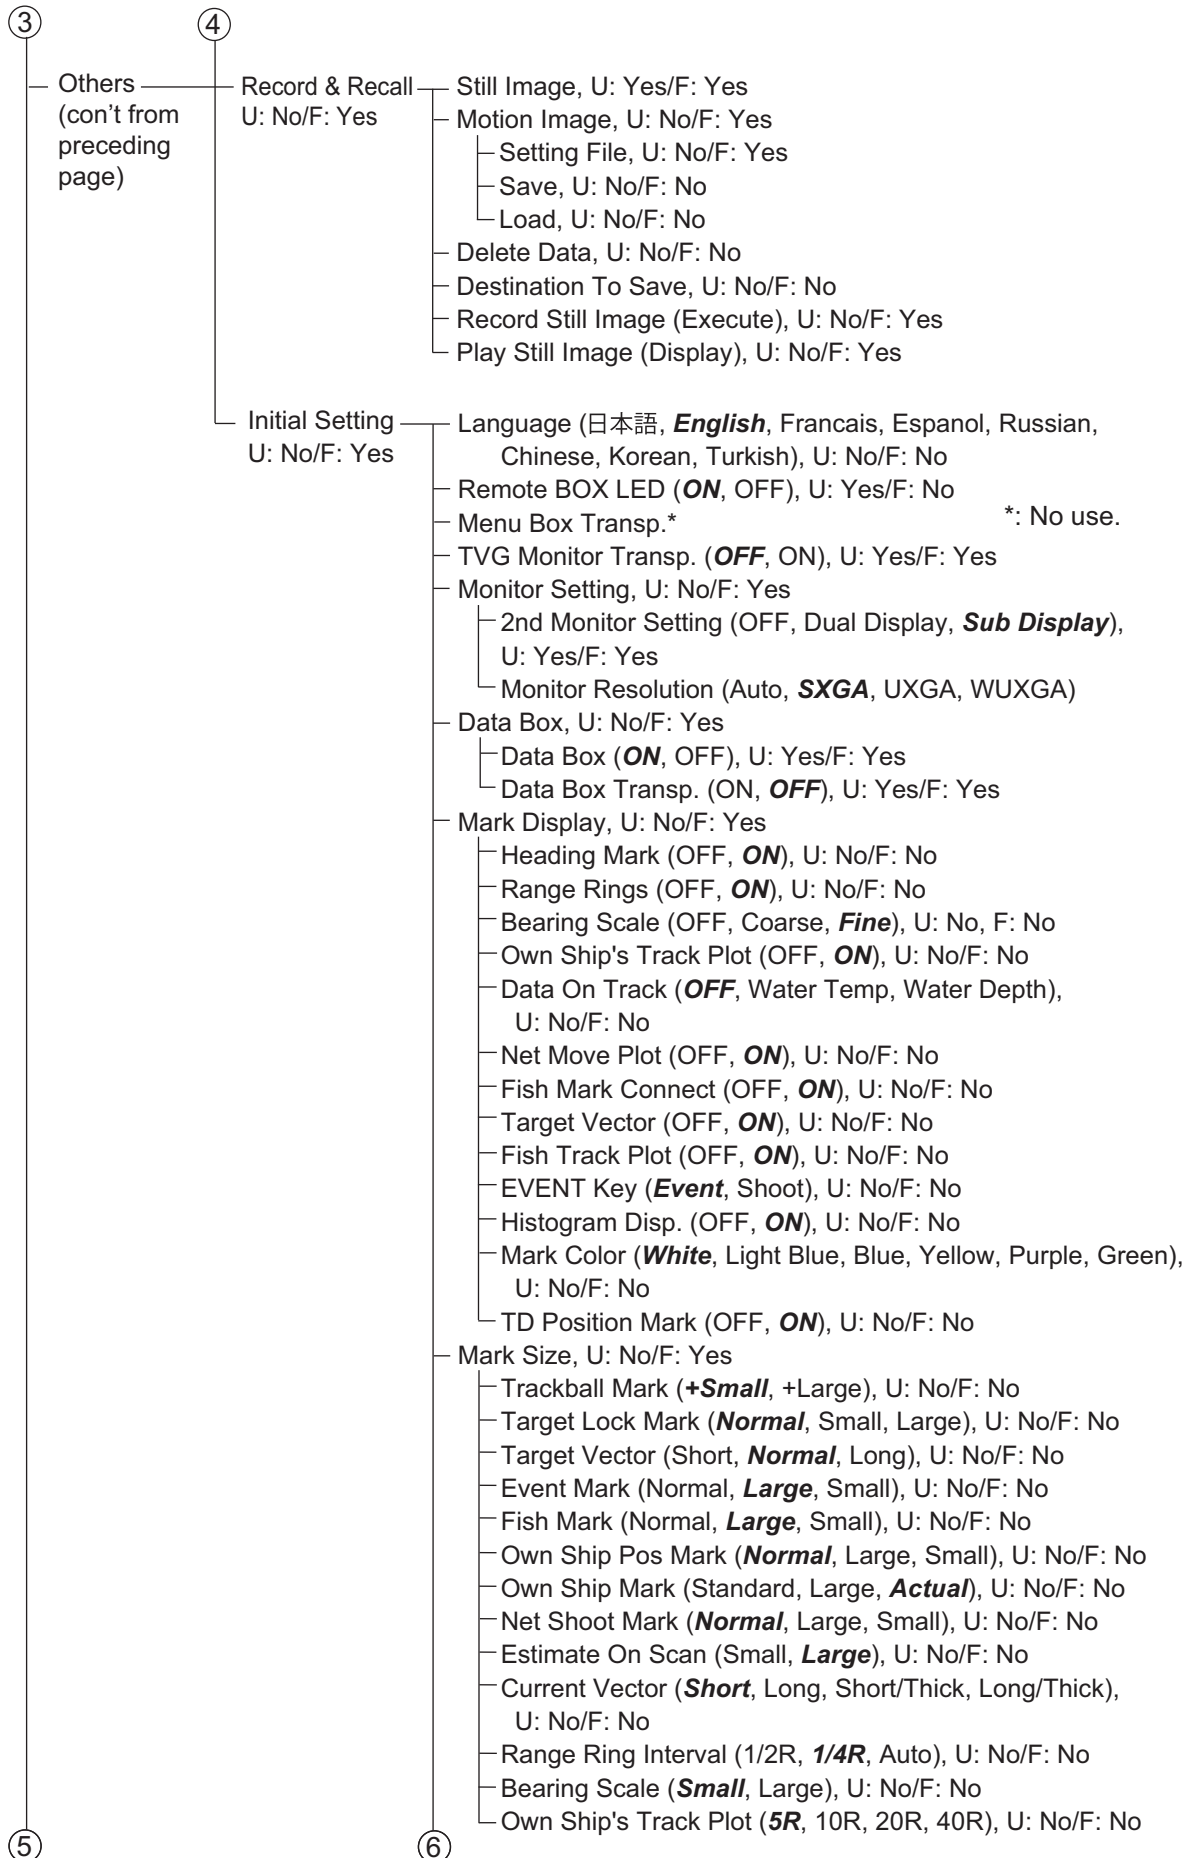 3 4
Others
(con't from
preceding
page)
Record & Recall
U: No/F: Yes
Still Image, U: Yes/F: Yes
Motion Image, U: No/F: Yes
Setting File, U: No/F: Yes
Save, U: No/F: No
Load, U: No/F: No
Delete Data, U: No/F: No
Destination To Save, U: No/F: No
Record Still Image (Execute), U: No/F: Yes
Play Still Image (Display), U: No/F: Yes
Initial Setting
U: No/F: Yes
Language (日本語, English, Francais, Espanol, Russian,
Chinese, Korean, Turkish), U: No/F: No
Remote BOX LED (ON, OFF), U: Yes/F: No
Menu Box Transp.*
*: No use.
TVG Monitor Transp. (OFF, ON), U: Yes/F: Yes
Monitor Setting, U: No/F: Yes
2nd Monitor Setting (OFF, Dual Display, Sub Display),
U: Yes/F: Yes
Monitor Resolution (Auto, SXGA, UXGA, WUXGA)
Data Box, U: No/F: Yes
Data Box (ON, OFF), U: Yes/F: Yes
Data Box Transp. (ON, OFF), U: Yes/F: Yes
Mark Display, U: No/F: Yes
Heading Mark (OFF, ON), U: No/F: No
Range Rings (OFF, ON), U: No/F: No
Bearing Scale (OFF, Coarse, Fine), U: No, F: No
Own Ship's Track Plot (OFF, ON), U: No/F: No
Data On Track (OFF, Water Temp, Water Depth),
U: No/F: No
Net Move Plot (OFF, ON), U: No/F: No
Fish Mark Connect (OFF, ON), U: No/F: No
Target Vector (OFF, ON), U: No/F: No
Fish Track Plot (OFF, ON), U: No/F: No
EVENT Key (Event, Shoot), U: No/F: No
Histogram Disp. (OFF, ON), U: No/F: No
Mark Color (White, Light Blue, Blue, Yellow, Purple, Green),
U: No/F: No
TD Position Mark (OFF, ON), U: No/F: No
Mark Size, U: No/F: Yes
Trackball Mark (+Small, +Large), U: No/F: No
Target Lock Mark (Normal, Small, Large), U: No/F: No
Target Vector (Short, Normal, Long), U: No/F: No
Event Mark (Normal, Large, Small), U: No/F: No
Fish Mark (Normal, Large, Small), U: No/F: No
Own Ship Pos Mark (Normal, Large, Small), U: No/F: No
Own Ship Mark (Standard, Large, Actual), U: No/F: No
Net Shoot Mark (Normal, Large, Small), U: No/F: No
Estimate On Scan (Small, Large), U: No/F: No
Current Vector (Short, Long, Short/Thick, Long/Thick),
U: No/F: No
Range Ring Interval (1/2R, 1/4R, Auto), U: No/F: No
Bearing Scale (Small, Large), U: No/F: No
Own Ship's Track Plot (5R, 10R, 20R, 40R), U: No/F: No
5 6